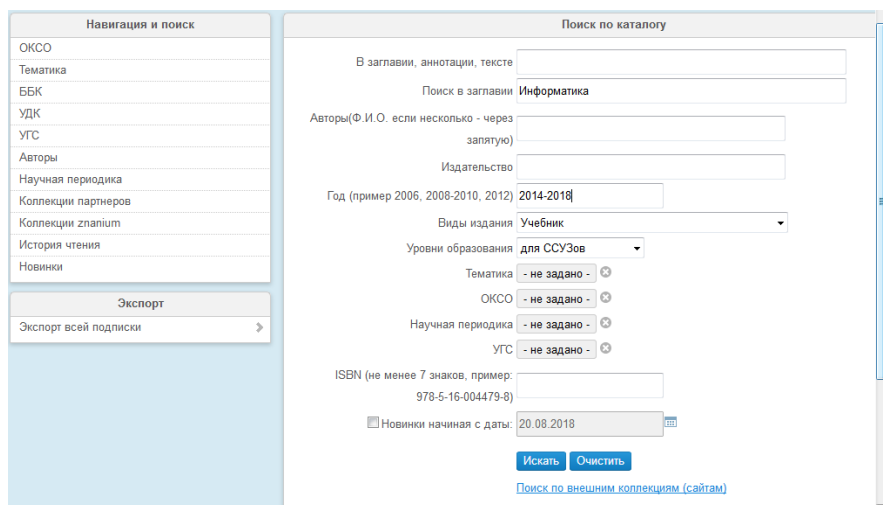 Навигация и поиск
ОКСО
Тематика
ББК
УДК
УГС
Авторы
Научная периодика
Коллекции партнеров
Коллекции znanium
История чтения
Новинки
Экспорт
Экспорт всей подписки
Поиск по каталогу
В заглавии, аннотации, тексте
Поиск в заглавии Информатика
Авторы(Ф.И.О. если несколько - через
запятую)
Издательство
Год (пример 2006, 2008-2010, 2012) 2014-2018
Виды издания Учебник
Уровни образования для ССУЗов
Тематика - не задано -
ОКСО - не задано -
Научная периодика - не задано -
УГС - не задано -
ISBN (не менее 7 знаков, пример:
978-5-16-004479-8)
Новинки начиная с даты: 20.08.2018
Искать Очистить
Поиск по внешним коллекциям (сайтам)